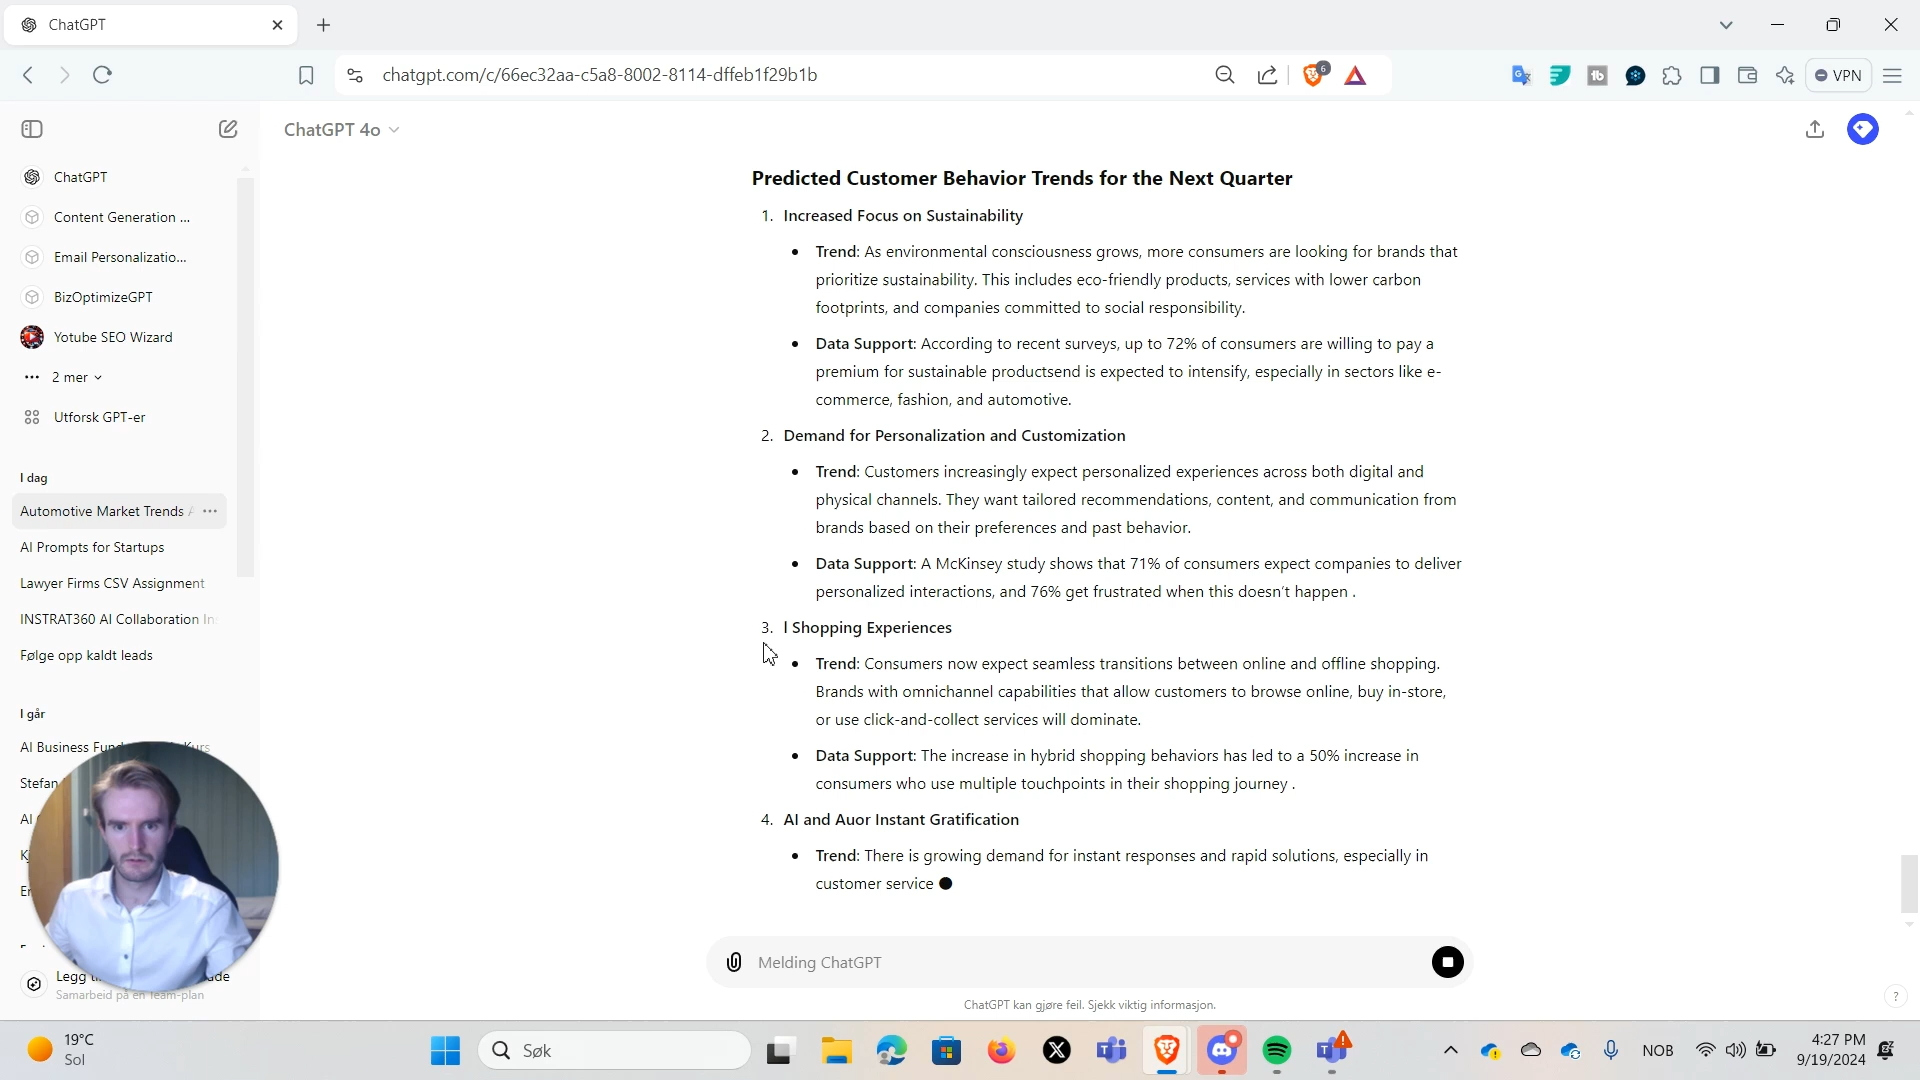 ChatGPT
chatgpt.com/c/66ec32aa-c5a8-8002-8114-dffeb1f29b1b
6
VPN
ChatGPT 4o
ChatGPT
Content Generation ...
Email Personalizatio...
BizOptimizeGPT
Yotube SEO Wizard
2 mer
Utforsk GPT-er
I dag
Automotive Market Trends
AI Prompts for Startups
Lawyer Firms CSV Assignment
INSTRAT360 AI Collaboration In
Følge opp kaldt leads
I går
AI Business Kurs
Stefan
AI
Legg
Samarbeid på en Team-plan
Predicted Customer Behavior Trends for the Next Quarter
1. Increased Focus on Sustainability
• Trend: As environmental consciousness grows, more consumers are looking for brands that
prioritize sustainability. This includes eco-friendly products, services with lower carbon
footprints, and companies committed to social responsibility.
• Data Support: According to recent surveys, up to 72% of consumers are willing to pay a
premium for sustainable productsend is expected to intensify, especially in sectors like e-
commerce, fashion, and automotive.
2. Demand for Personalization and Customization
• Trend: Customers increasingly expect personalized experiences across both digital and
physical channels. They want tailored recommendations, content, and communication from
brands based on their preferences and past behavior.
• Data Support: A McKinsey study shows that 71% of consumers expect companies to deliver
personalized interactions, and 76% get frustrated when this doesn't happen .
3. l Shopping Experiences
• Trend: Consumers now expect seamless transitions between online and offline shopping.
Brands with omnichannel capabilities that allow customers to browse online, buy in-store,
or use click-and-collect services will dominate.
• Data Support: The increase in hybrid shopping behaviors has led to a 50% increase in
consumers who use multiple touchpoints in their shopping journey .
4. AI and Auor Instant Gratification
• Trend: There is growing demand for instant responses and rapid solutions, especially in
customer service
Melding ChatGPT
ChatGPT kan gjøre feil. Sjekk viktig informasjon.
?
19°C
Sol
Søk
NOB
4:27 PM
9/19/2024